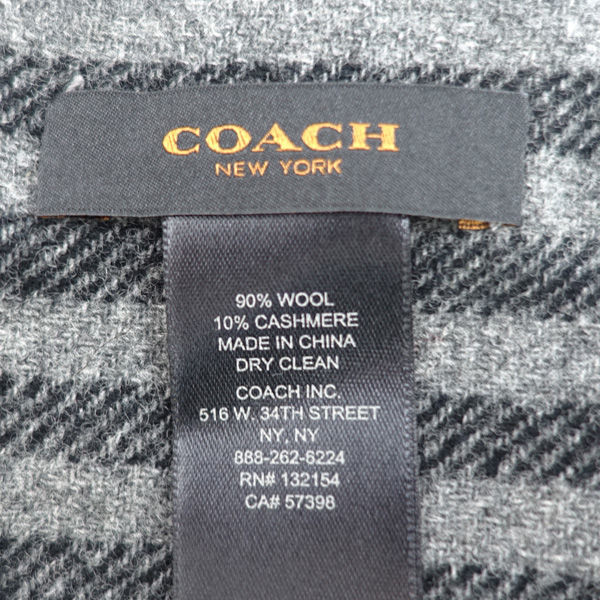 COACH
NEW YORK
90% WOOL
10% CASHMERE
MADE IN CHINA
DRY CLEAN
COACH INC.
516 W. 34TH STREET
NY, NY
888-262-6224
RN# 132154
CA# 57398